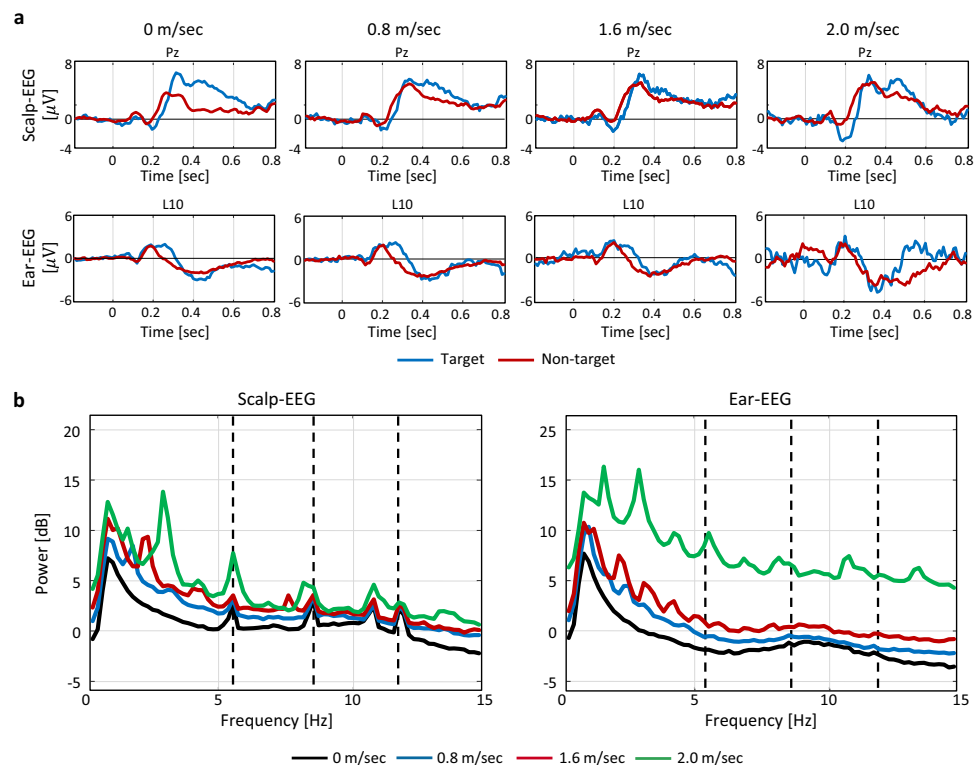 a
0 m/sec 0.8 m/sec 1.6 m/sec 2.0 m/sec
Pz Pz Pz Pz
Scalp-EEG
[μV]
8 8 8 8
4 4 4 4
0 0 0 0
-4 -4 -4 -4
0 0.2 0.4 0.6 0.8 0 0.2 0.4 0.6 0.8 0 0.2 0.4 0.6 0.8 0 0.2 0.4 0.6 0.8
Time [sec] Time [sec] Time [sec] Time [sec]
L10 L10 L10 L10
Ear-EEG
[μV]
6 6 6 6
0 0 0 0
-6 -6 -6 -6
0 0.2 0.4 0.6 0.8 0 0.2 0.4 0.6 0.8 0 0.2 0.4 0.6 0.8 0 0.2 0.4 0.6 0.8
Time [sec] Time [sec] Time [sec] Time [sec]
Target Non-target
b
Scalp-EEG Ear-EEG
Power [dB]
20 25
15 15
10 10
5 5
0 0
-5 -5
0 5 10 15 0 5 10 15
Frequency [Hz] Frequency [Hz]
0 m/sec 0.8 m/sec 1.6 m/sec 2.0 m/sec